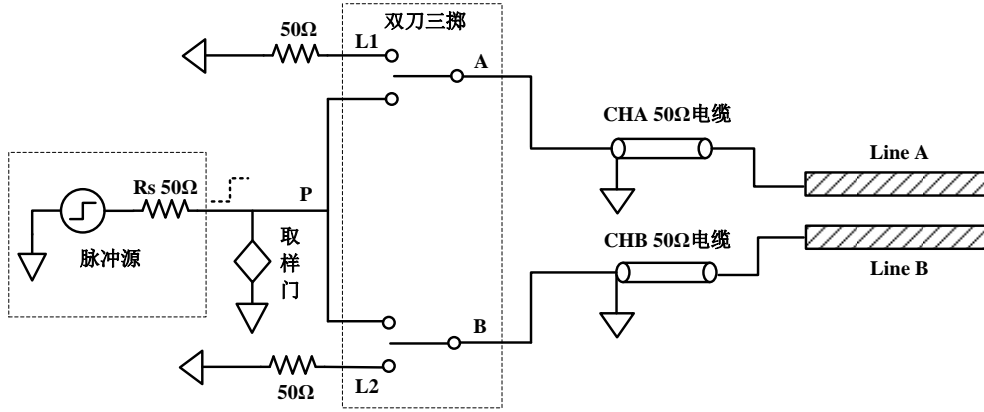 双刀三掷
50Ω
L1
A
CHA 50Ω电缆
Line A
Rs 50Ω
P
脉冲源
取
样
门
CHB 50Ω电缆
Line B
B
50Ω
L2